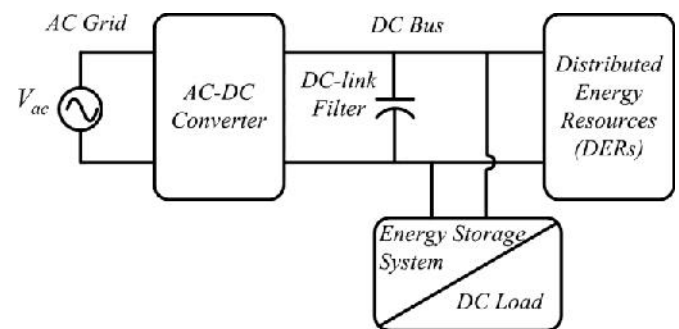 AC Grid
DC Bus
V_ac
AC-DC
Converter
DC-link
Filter
Distributed
Energy
Resources
(DERs)
Energy Storage
System
DC Load